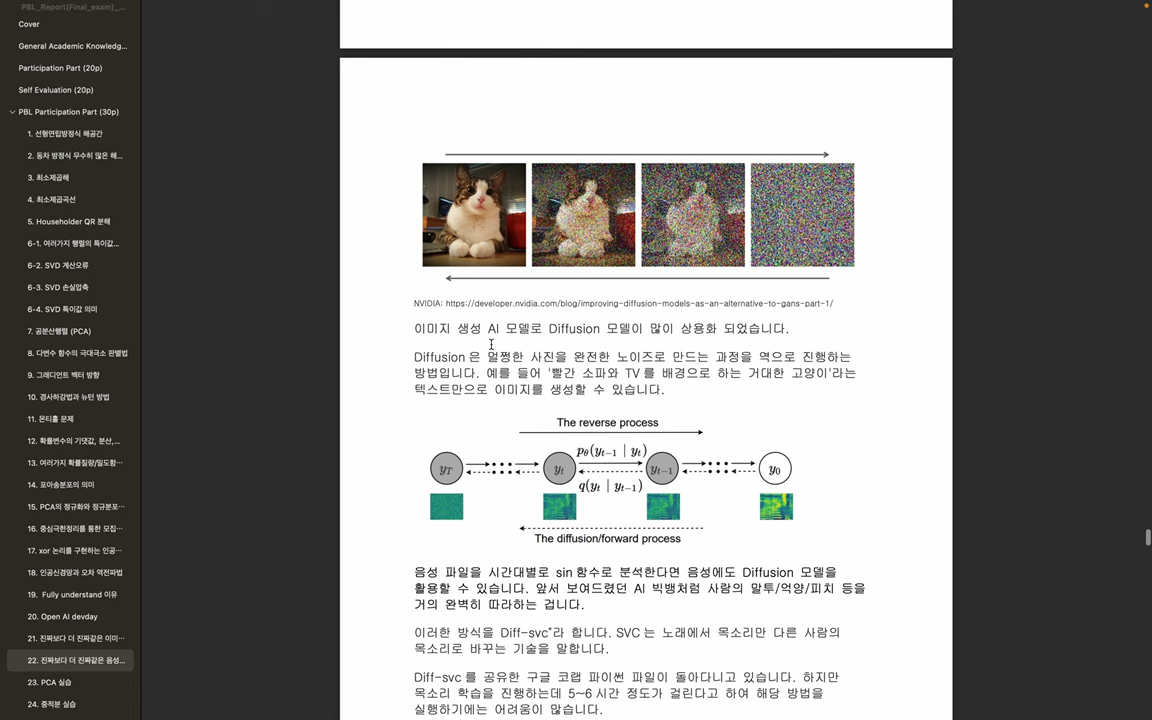 PBL_Report(Final_exam)_...
Cover
General Academic Knowledg...
Participation Part (20p)
Self Evaluation (20p)
PBL Participation Part (30p)
1. 선형연립방정식 해공간
2. 동차 방정식 무수히 많은 해...
3. 최소제곱해
4. 최소제곱곡선
5. Householder QR 분해
6-1. 여러가지 행렬의 특이값...
6-2. SVD 계산오류
6-3. SVD 손실압축
6-4. SVD 특이값 의미
7. 공분산행렬 (PCA)
8. 다변수 함수의 극대극소 판별법
9. 그레디언트 벡터 방향
10. 경사하강법과 뉴턴 방법
11. 몬티홀 문제
12. 확률변수의 기댓값, 분산,...
13. 여러가지 확률질량/밀도함...
14. 포아송분포의 의미
15. PCA의 정규화와 정규분포...
16. 중심극한정리를 통한 모집...
17. xor 논리를 구현하는 인공...
18. 인공신경망과 오차 역전파법
19. Fully understand 이유
20. Open AI devday
21. 진짜보다 더 진짜같은 이미...
22. 진짜보다 더 진짜같은 음성...
23. PCA 실습
24. 중적분 실습
NVIDIA: https://developer.nvidia.com/blog/improving-diffusion-models-as-an-alternative-to-gans-part-1/
이미지 생성 AI 모델로 Diffusion 모델이 많이 상용화 되었습니다.
Diffusion 은 멀쩡한 사진을 완전한 노이즈로 만드는 과정을 역으로 진행하는
방법입니다. 예를 들어 '빨간 소파와 TV 를 배경으로 하는 거대한 고양이'라는
텍스트만으로 이미지를 생성할 수 있습니다.
The reverse process
pθ(yt−1 | yt)
yT yt yt−1 y0
q(yt | yt−1)
The diffusion/forward process
음성 파일을 시간대별로 sin 함수로 분석한다면 음성에도 Diffusion 모델을
활용할 수 있습니다. 앞서 보여드렸던 AI 빅뱅처럼 사람의 말투/억양/피치 등을
거의 완벽히 따라하는 겁니다.
이러한 방식을 Diff-svc*라 합니다. SVC 는 노래에서 목소리만 다른 사람의
목소리로 바꾸는 기술을 말합니다.
Diff-svc 를 공유한 구글 코랩 파이썬 파일이 돌아다니고 있습니다. 하지만
목소리 학습을 진행하는데 5~6 시간 정도가 걸린다고 하여 해당 방법을
실행하기에는 어려움이 많습니다.